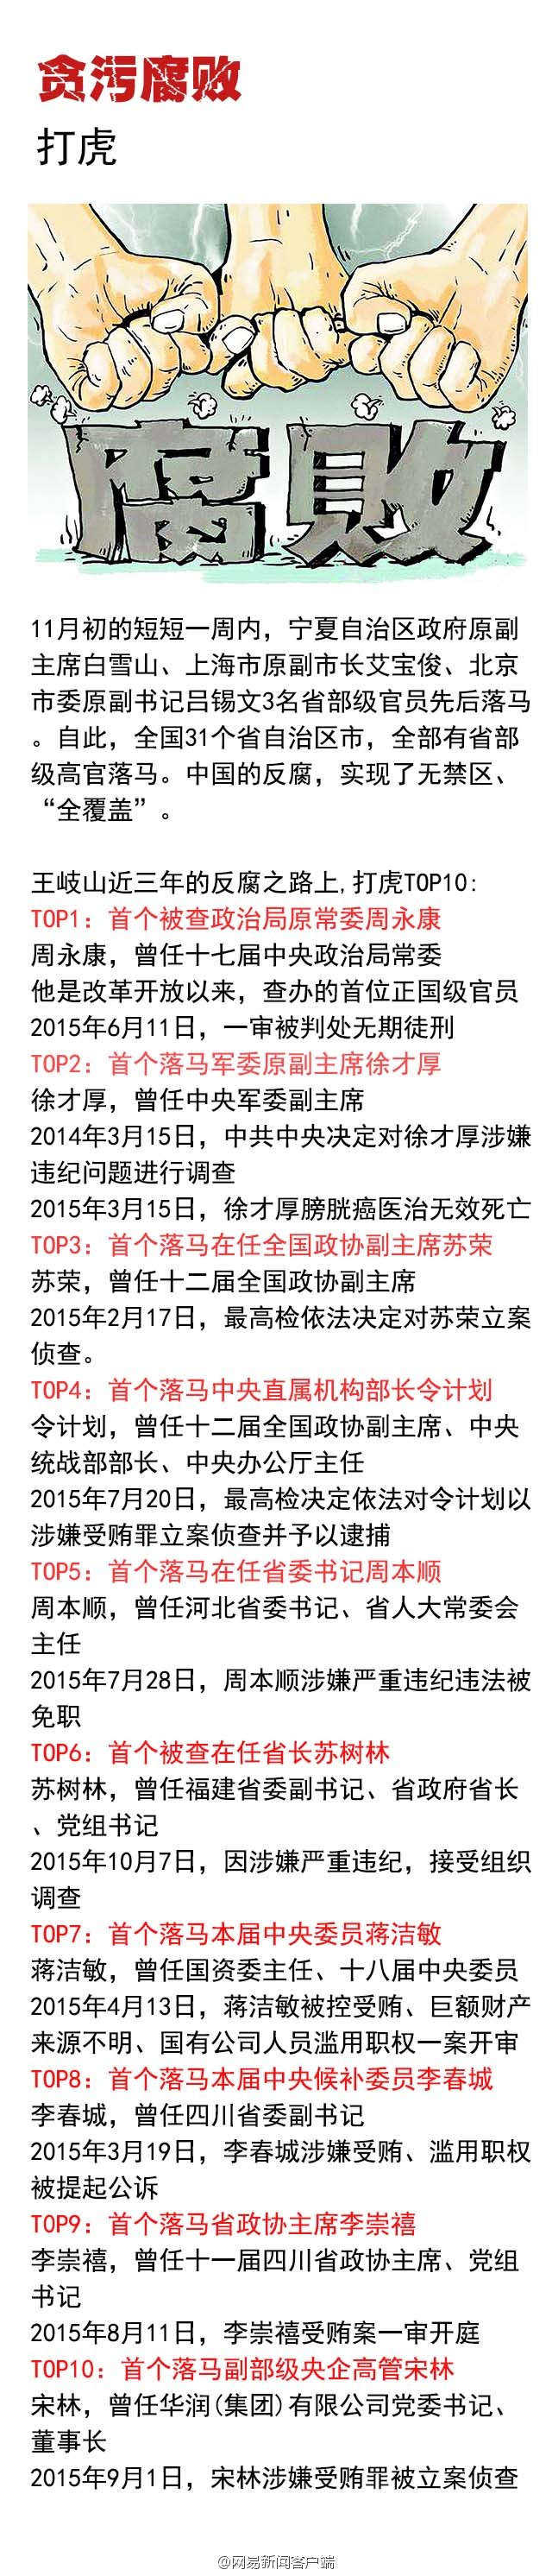 贪污腐败
打虎
腐败
11月初的短短一周内，宁夏自治区政府原副
主席白雪山、上海市原副市长艾宝俊、北京
市委原副书记吕锡文3名省部级官员先后落马
。自此，全国31个省自治区市，全部有省部
级高官落马。中国的反腐，实现了无禁区、
“全覆盖”。
王岐山近三年的反腐之路上,打虎TOP10:
TOP1：首个被查政治局原常委周永康
周永康，曾任十七届中央政治局常委
他是改革开放以来，查办的首位正国级官员
2015年6月11日，一审被判处无期徒刑
TOP2：首个落马军委原副主席徐才厚
徐才厚，曾任中央军委副主席
2014年3月15日，中共中央决定对徐才厚涉嫌
违纪问题进行调查
2015年3月15日，徐才厚膀胱癌医治无效死亡
TOP3：首个落马在任全国政协副主席苏荣
苏荣，曾任十二届全国政协副主席
2015年2月17日，最高检依法决定对苏荣立案
侦查。
TOP4：首个落马中央直属机构部长令计划
令计划，曾任十二届全国政协副主席、中央
统战部部长、中央办公厅主任
2015年7月20日，最高检决定依法对令计划以
涉嫌受贿罪立案侦查并予以逮捕
TOP5：首个落马在任省委书记周本顺
周本顺，曾任河北省委书记、省人大常委会
主任
2015年7月28日，周本顺涉嫌严重违纪违法被
免职
TOP6：首个被查在任省长苏树林
苏树林，曾任福建省委副书记、省政府省长
、党组书记
2015年10月7日，因涉嫌严重违纪，接受组织
调查
TOP7：首个落马本届中央委员蒋洁敏
蒋洁敏，曾任国资委主任、十八届中央委员
2015年4月13日，蒋洁敏被控受贿、巨额财产
来源不明、国有公司人员滥用职权一案开审
TOP8：首个落马本届中央候补委员李春城
李春城，曾任四川省委副书记
2015年3月19日，李春城涉嫌受贿、滥用职权
被提起公诉
TOP9：首个落马省政协主席李崇禧
李崇禧，曾任十一届四川省政协主席、党组
书记
2015年8月11日，李崇禧受贿案一审开庭
TOP10：首个落马副部级央企高管宋林
宋林，曾任华润(集团)有限公司党委书记、
董事长
2015年9月1日，宋林涉嫌受贿罪被立案侦查
@网易新闻客户端